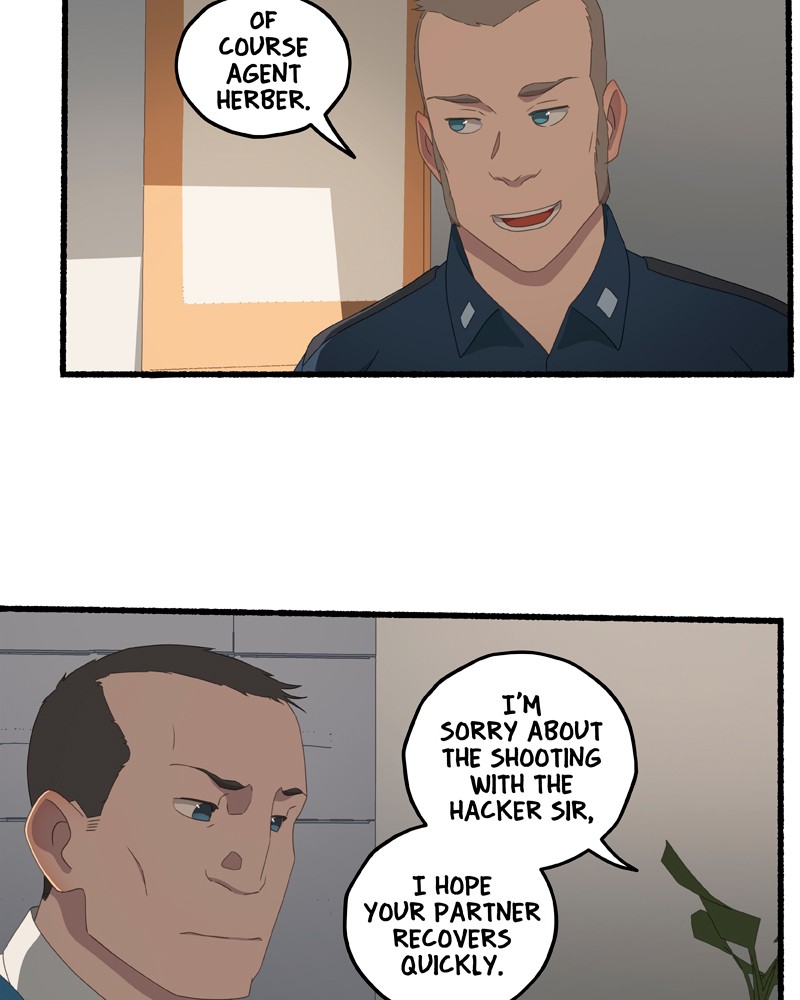 OF
COURSE
AGENT
HERBER.
I'M
SORRY ABOUT
THE SHOOTING
WITH THE
HACKER SIR,
I HOPE
YOUR PARTNER
RECOVERS
QUICKLY.